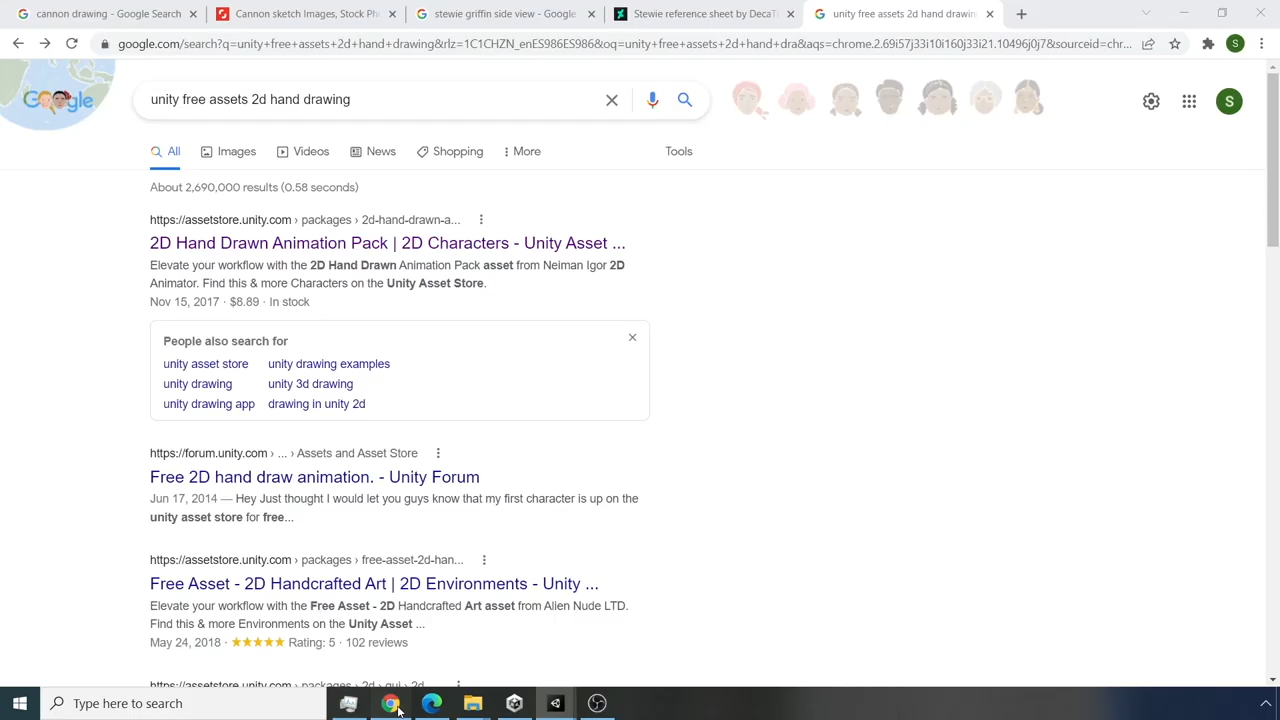 cannon drawing - Google Search
Cannon sketch Images, Stock Ph
stewie griffin side view - Google
Stewie reference sheet by DecaTi
unity free assets 2d hand drawin
google.com/search?q=unity+free+assets+2d+hand+drawing&rlz=1C1CHZN_enES986ES986&oq=unity+free+assets+2d+hand+dra&aqs=chrome.2.69i57j33i10i160j33i21.10496j0j7&sourceid=chr...
S
Google
unity free assets 2d hand drawing
S
All
Images
Videos
News
Shopping
More
Tools
About 2,690,000 results (0.58 seconds)
https://assetstore.unity.com › packages › 2d-hand-drawn-a...
2D Hand Drawn Animation Pack | 2D Characters - Unity Asset ...
Elevate your workflow with the 2D Hand Drawn Animation Pack asset from Neiman Igor 2D
Animator. Find this & more Characters on the Unity Asset Store.
Nov 15, 2017 · $8.89 · In stock
People also search for
unity asset store unity drawing examples
unity drawing unity 3d drawing
unity drawing app drawing in unity 2d
https://forum.unity.com › ... › Assets and Asset Store
Free 2D hand draw animation. - Unity Forum
Jun 17, 2014 — Hey Just thought I would let you guys know that my first character is up on the
unity asset store for free...
https://assetstore.unity.com › packages › free-asset-2d-han...
Free Asset - 2D Handcrafted Art | 2D Environments - Unity ...
Elevate your workflow with the Free Asset - 2D Handcrafted Art asset from Alien Nude LTD.
Find this & more Environments on the Unity Asset ...
May 24, 2018 · ★★★★★ Rating: 5 · 102 reviews
https://assetstore.unity.com › packages › 2d › gui › 2d...
Type here to search